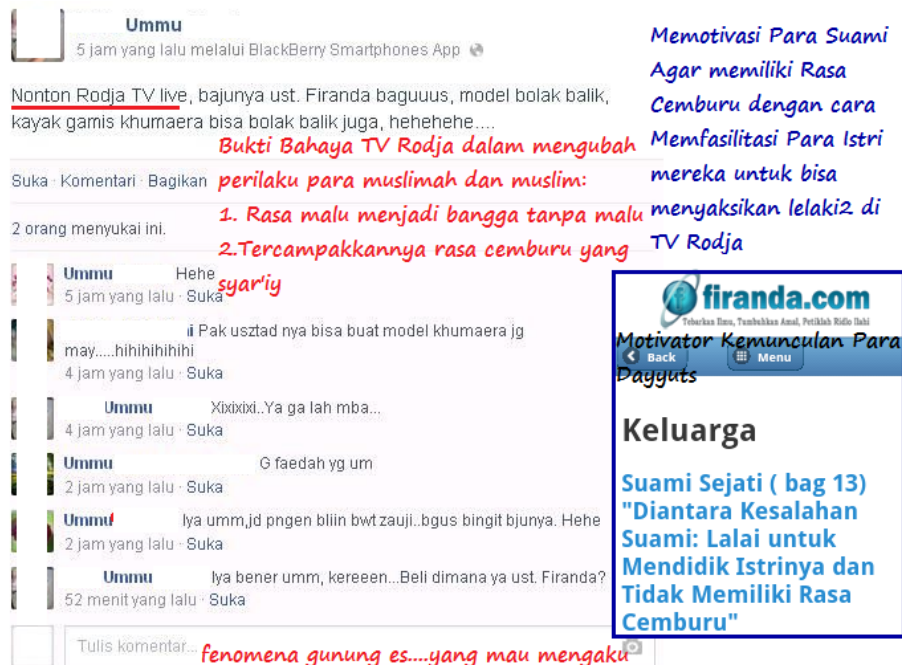 Ummu
5 jam yang lalu melalui BlackBerry Smartphones App
Nonton Rodja TV live, bajunya ust. Firanda baguuus, model bolak balik,
kayak gamis khumaera bisa bolak balik juga, hehehehe....
Bukti Bahaya TV Rodja dalam mengubah
perilaku para muslimah dan muslim:
1. Rasa malu menjadi bangga tanpa malu
2.Tercampakkannya rasa cemburu yang
syar'iy
Suka · Komentari · Bagikan
2 orang menyukai ini.
Ummu Hehe
5 jam yang lalu · Suka
i Pak usztad nya bisa buat model khumaera jg
may.....hihihihihihi
4 jam yang lalu · Suka
Ummu Xixixixi..Ya ga lah mba...
4 jam yang lalu · Suka
Ummu G faedah yg um
2 jam yang lalu · Suka
Ummu Iya umm,jd pngen bliin bwt zauji..bgus bingit bjunya. Hehe
2 jam yang lalu · Suka
Ummu Iya bener umm, kereeen...Beli dimana ya ust. Firanda?
52 menit yang lalu · Suka
Tulis komentar...
fenomena gunung es....yang mau mengaku
Memotivasi Para Suami
Agar memiliki Rasa
Cemburu dengan cara
Memfasilitasi Para Istri
mereka untuk bisa
menyaksikan lelaki2 di
TV Rodja
firanda.com
Tebarkan Ilmu, Tumbuhkan Amal, Petiklah Ridlo Ilahi
Motivator Kemunculan Para
Dayyuts
Back
Menu
Keluarga
Suami Sejati ( bag 13)
"Diantara Kesalahan
Suami: Lalai untuk
Mendidik Istrinya dan
Tidak Memiliki Rasa
Cemburu"